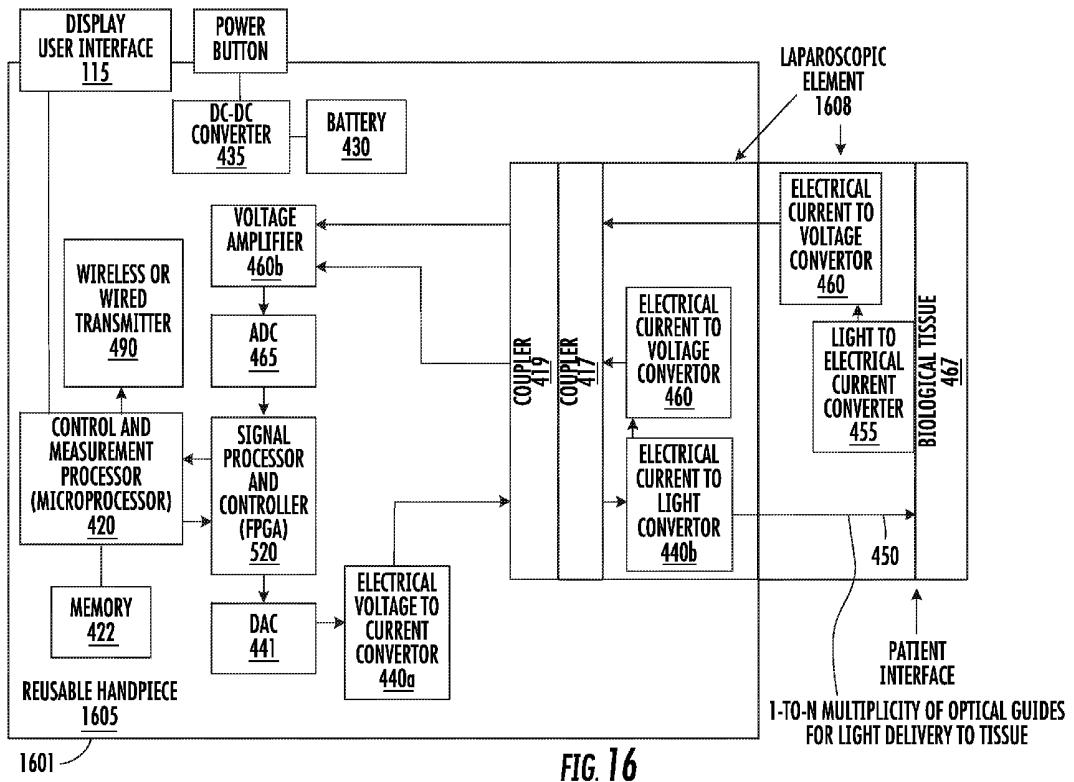 DISPLAY
USER INTERFACE
115
POWER
BUTTON
DC-DC
CONVERTER
435
BATTERY
430
LAPAROSCOPIC
ELEMENT
1608
VOLTAGE
AMPLIFIER
460b
WIRELESS OR
WIRED
TRANSMITTER
490
ADC
465
CONTROL AND
MEASUREMENT
PROCESSOR
(MICROPROCESSOR)
420
SIGNAL
PROCESSOR
AND
CONTROLLER
(FPGA)
520
MEMORY
422
DAC
441
ELECTRICAL
VOLTAGE TO
CURRENT
CONVERTOR
440a
COUPLER
419
COUPLER
417
ELECTRICAL
CURRENT TO
VOLTAGE
CONVERTOR
460
ELECTRICAL
CURRENT TO
LIGHT
CONVERTOR
440b
ELECTRICAL
CURRENT TO
VOLTAGE
CONVERTOR
460
LIGHT TO
ELECTRICAL
CURRENT
CONVERTER
455
BIOLOGICAL TISSUE
467
450
PATIENT
INTERFACE
1-TO-N MULTIPLICITY OF OPTICAL GUIDES
FOR LIGHT DELIVERY TO TISSUE
REUSABLE HANDPIECE
1605
1601
FIG. 16